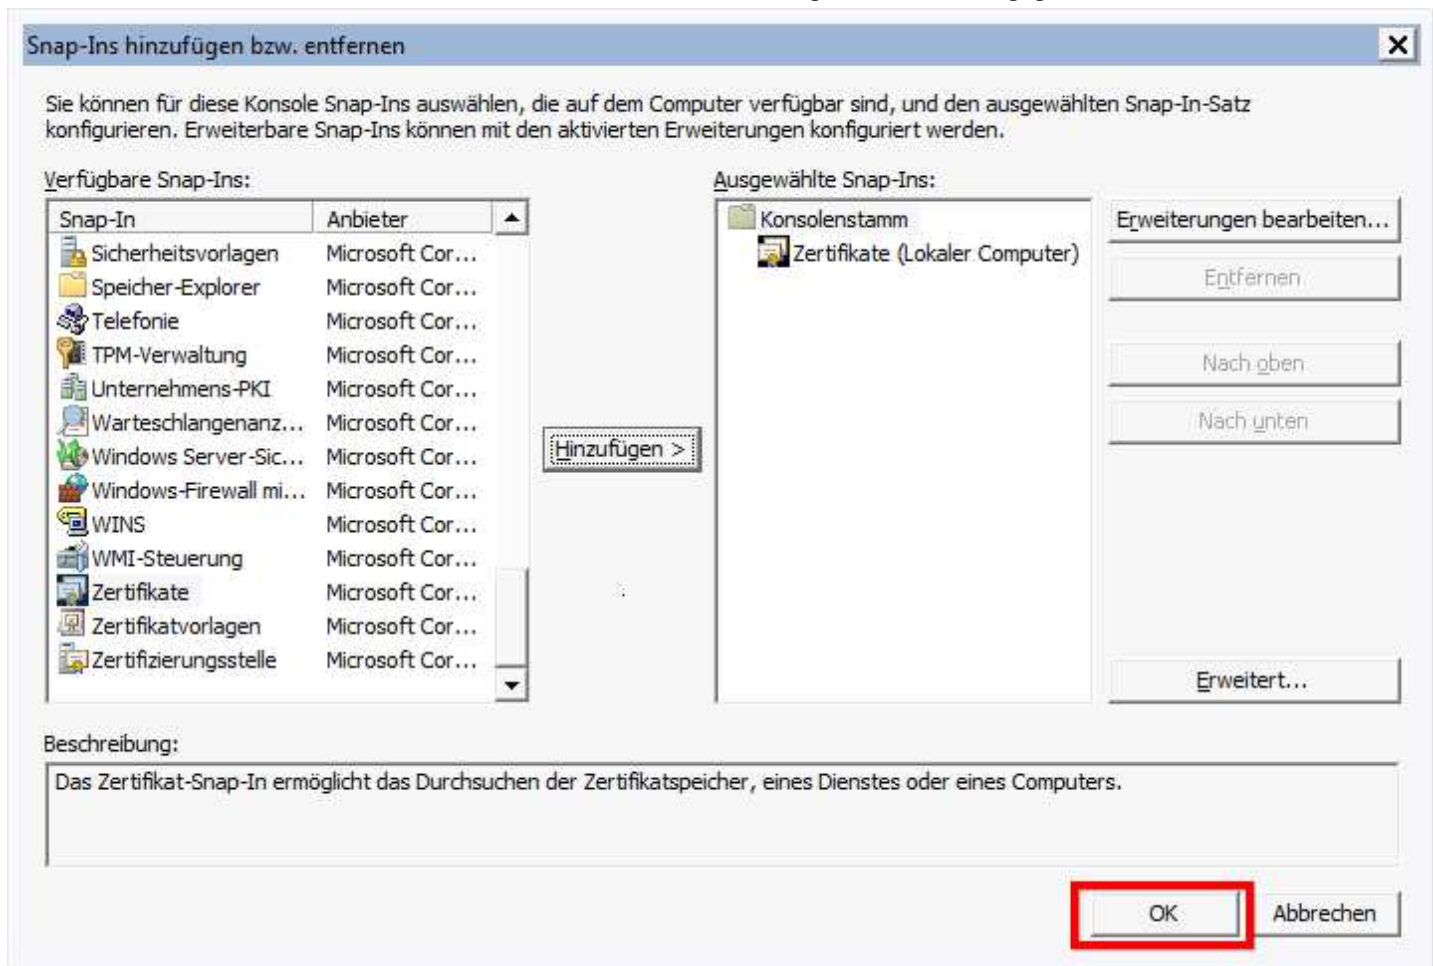 Snap-Ins hinzufügen bzw. entfernen
Sie können für diese Konsole Snap-Ins auswählen, die auf dem Computer verfügbar sind, und den ausgewählten Snap-In-Satz
konfigurieren. Erweiterbare Snap-Ins können mit den aktivierten Erweiterungen konfiguriert werden.
Verfügbare Snap-Ins:
Snap-In Anbieter
Sicherheitsvorlagen Microsoft Cor...
Speicher-Explorer Microsoft Cor...
Telefonie Microsoft Cor...
TPM-Verwaltung Microsoft Cor...
Unternehmens-PKI Microsoft Cor...
Warteschlangenanz... Microsoft Cor...
Windows Server-Sic... Microsoft Cor...
Windows-Firewall mi... Microsoft Cor...
WINS Microsoft Cor...
WMI-Steuerung Microsoft Cor...
Zertifikate Microsoft Cor...
Zertifikatvorlagen Microsoft Cor...
Zertifizierungsstelle Microsoft Cor...
Hinzufügen >
Ausgewählte Snap-Ins:
Konsolenstamm
Zertifikate (Lokaler Computer)
Erweiterungen bearbeiten...
Entfernen
Nach oben
Nach unten
Erweitert...
Beschreibung:
Das Zertifikat-Snap-In ermöglicht das Durchsuchen der Zertifikatspeicher, eines Dienstes oder eines Computers.
OK Abbrechen